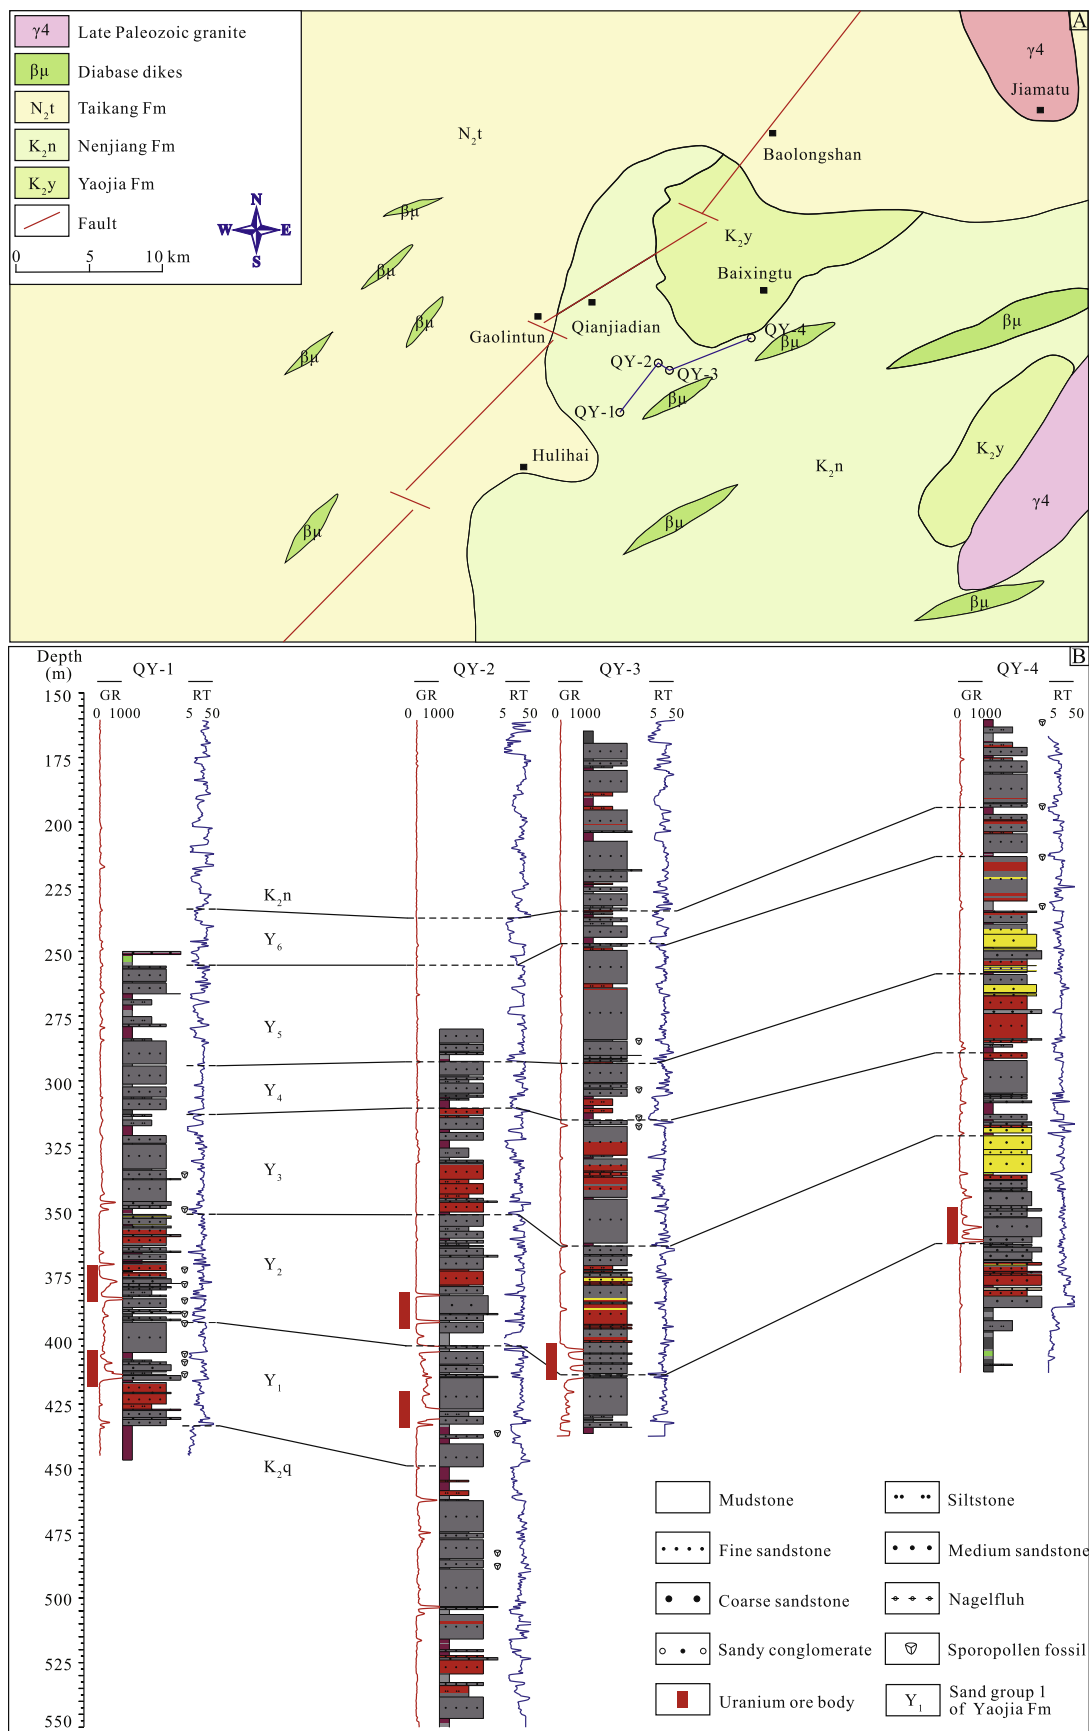 A
γ4 Late Paleozoic granite
βμ Diabase dikes
N₂t Taikang Fm
K₂n Nenjiang Fm
K₂y Yaojia Fm
Fault
0 5 10 km
N
W E
S
γ4
Jiamatu
N₂t
Baolongshan
βμ
K₂y
βμ
Baixingtu
βμ
Qianjiadian
Gaolintun
βμ
QY-4
βμ
βμ
QY-2
QY-3
βμ
QY-1
Hulihai
K₂n
K₂y
γ4
βμ
βμ
βμ
B
Depth
(m)
QY-1
QY-2
QY-3
QY-4
GR RT
GR RT
GR RT
GR RT
0 1000 5 50
0 1000 5 50
0 1000 5 50
0 1000 5 50
150
175
200
225
250
275
300
325
350
375
400
425
450
475
500
525
550
K₂n
Y₆
Y₅
Y₄
Y₃
Y₂
Y₁
K₂q
Mudstone
Siltstone
Fine sandstone
Medium sandstone
Coarse sandstone
Nagelfluh
Sandy conglomerate
Sporopollen fossil
Uranium ore body
Y₁ Sand group 1
of Yaojia Fm